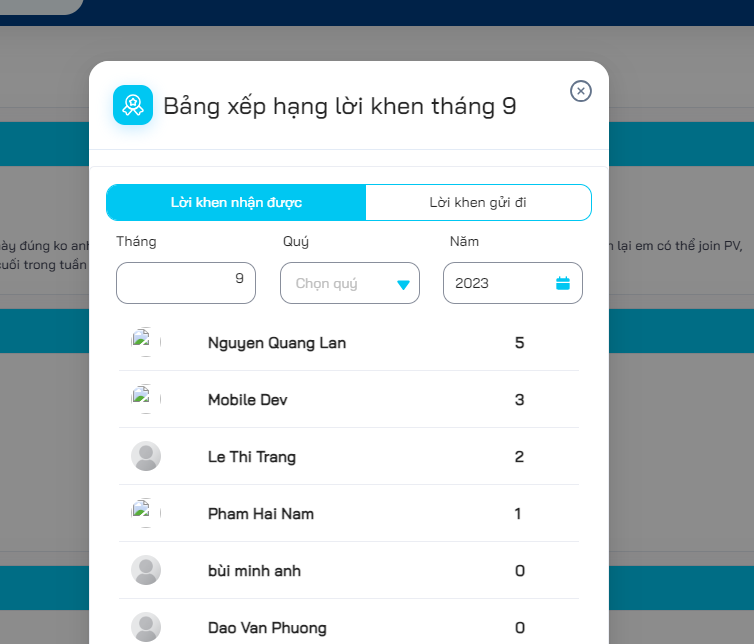 Bảng xếp hạng lời khen tháng 9
Lời khen nhận được
Lời khen gửi đi
Tháng
Quý
Năm
9
Chọn quý
2023
ày đúng ko anh
cuối trong tuần
n lại em có thể join PV,
Nguyen Quang Lan 5
Mobile Dev 3
Le Thi Trang 2
Pham Hai Nam 1
bùi minh anh 0
Dao Van Phuong 0